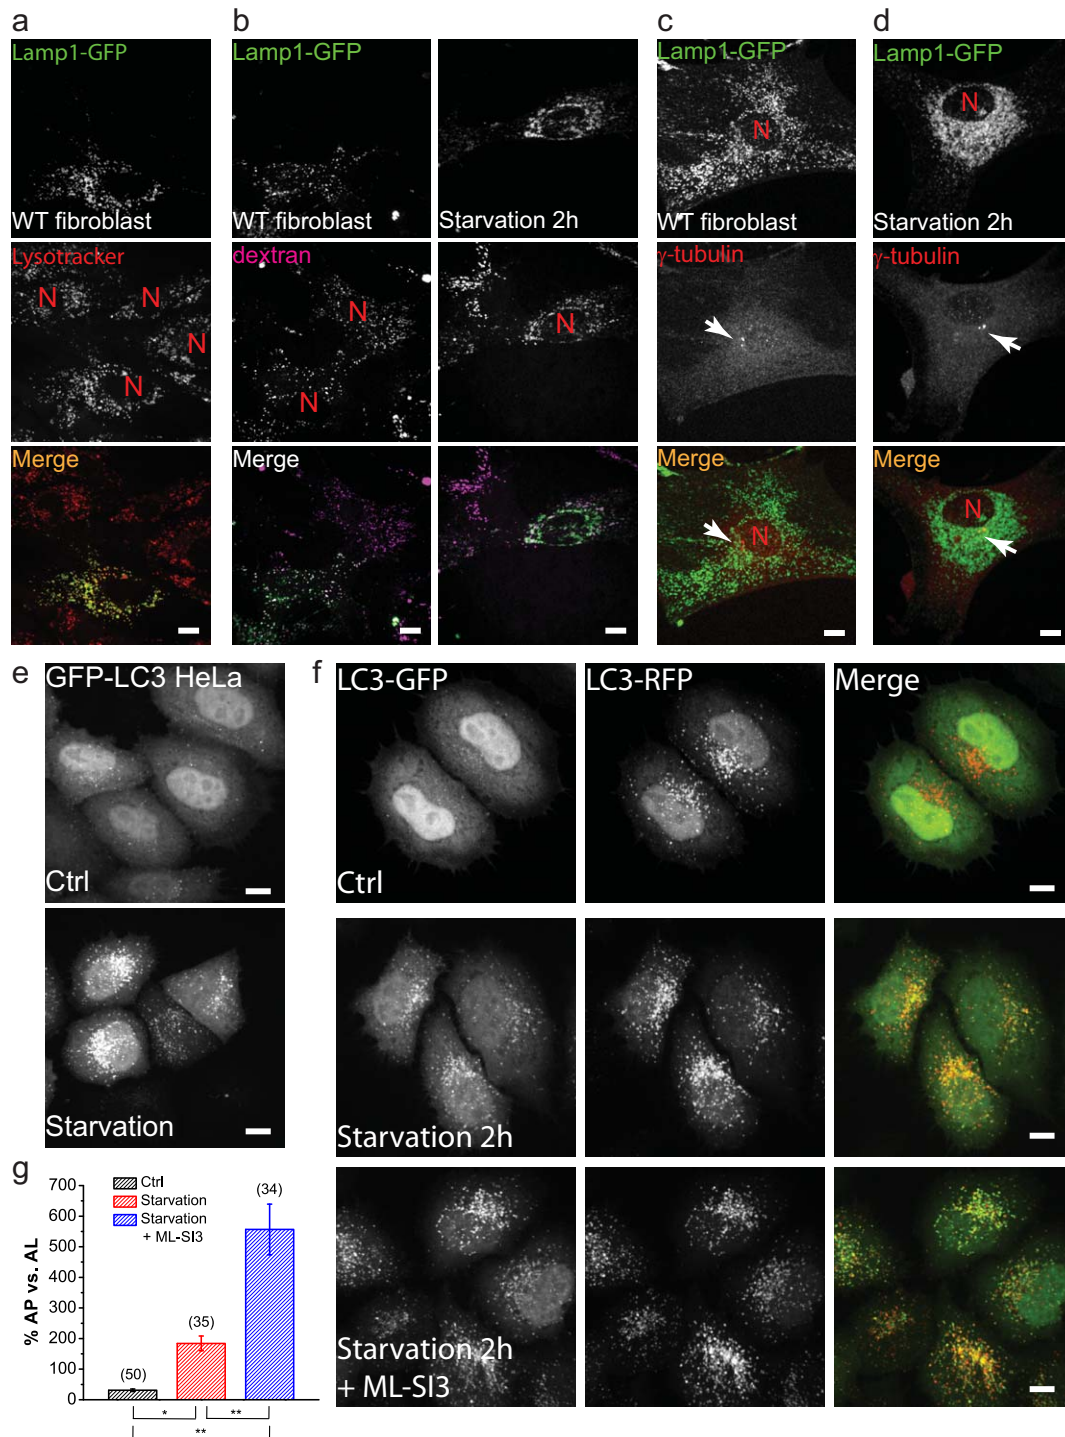 a
b
c
d
Lamp1-GFP
Lamp1-GFP
Lamp1-GFP
Lamp1-GFP
N
N
WT fibroblast
WT fibroblast
Starvation 2h
WT fibroblast
Starvation 2h
Lysotracker
dextran
γ-tubulin
γ-tubulin
N
N
N
N
N
N
N
Merge
Merge
Merge
Merge
N
N
e
GFP-LC3 HeLa
Ctrl
Starvation
f
LC3-GFP
LC3-RFP
Merge
Ctrl
Starvation 2h
Starvation 2h
+ ML-SI3
g
% AP vs. AL
700
600
500
400
300
200
100
0
Ctrl
Starvation
Starvation
+ ML-SI3
(50)
(35)
(34)
*
**
**